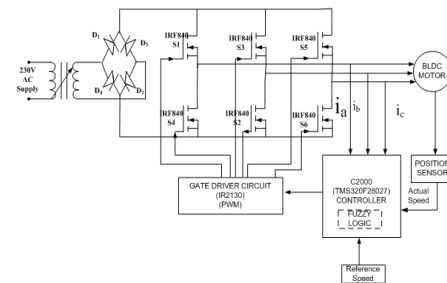 D1
D3
230V
AC
Supply
D4
D2
IRF840
S1
IRF840
S3
IRF840
S5
IRF840
S4
IRF840
S2
IRF840
S6
ia
ib
ic
BLDC
MOTOR
GATE DRIVER CIRCUIT
(IR2130)
(PWM)
C2000
(TMS320F28027)
CONTROLLER
FUZZY
LOGIC
POSITION
SENSOR
Actual
Speed
Reference
Speed